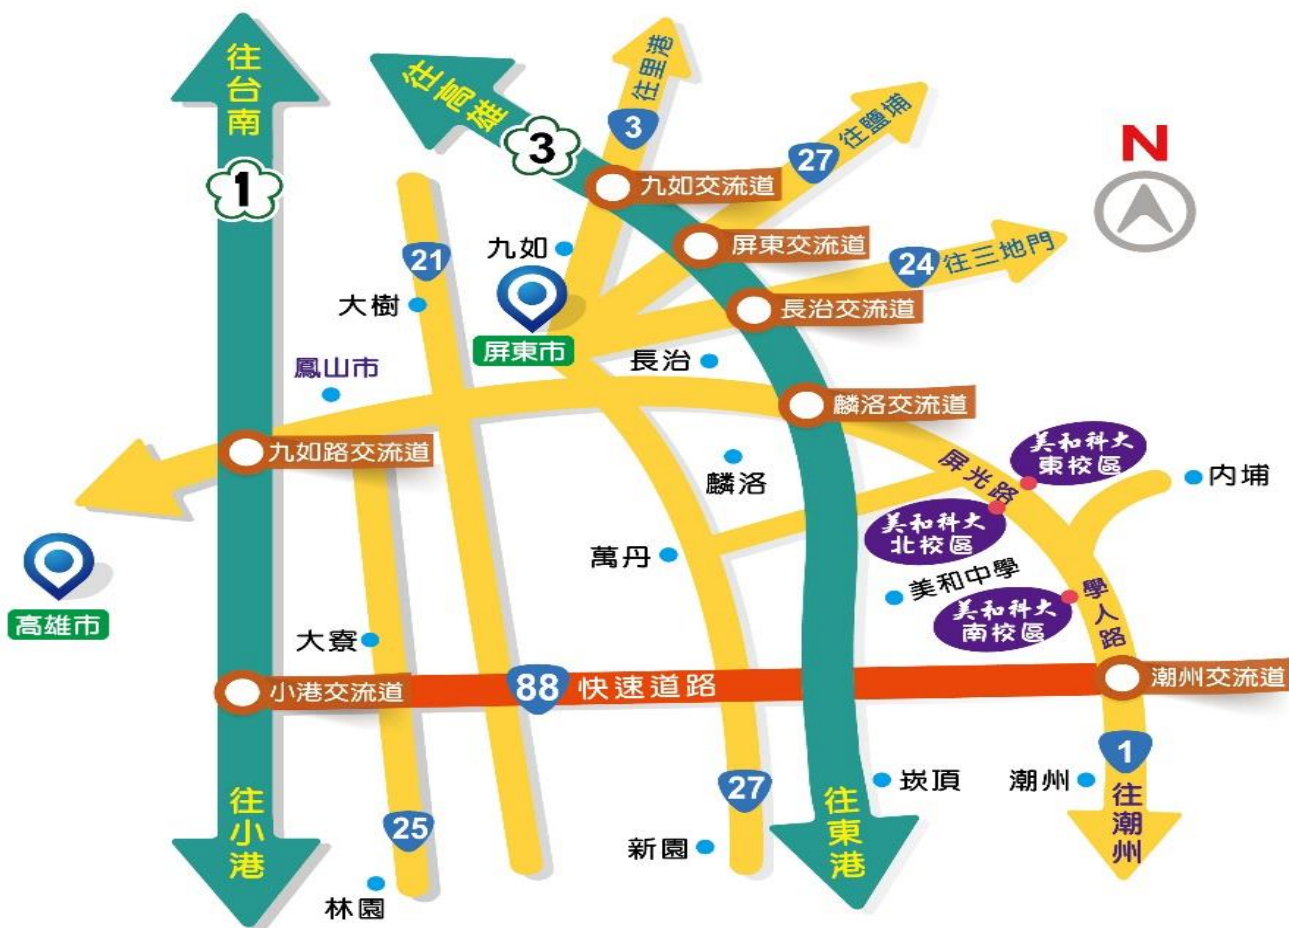 往台南
往高雄
往里港
3
往鹽埔
27
N
1
3
九如交流道
屏東交流道
九如
24
往三地門
21
大樹
長治交流道
屏東市
長治
鳳山市
麟洛交流道
九如路交流道
美和科大
東校區
屏光路
內埔
麟洛
美和科大
北校區
萬丹
美和中學
美和科大
南校區
學人路
高雄市
大寮
小港交流道
88
快速道路
潮州交流道
1
往小港
27
往東港
崁頂
潮州
往潮州
25
新園
林園